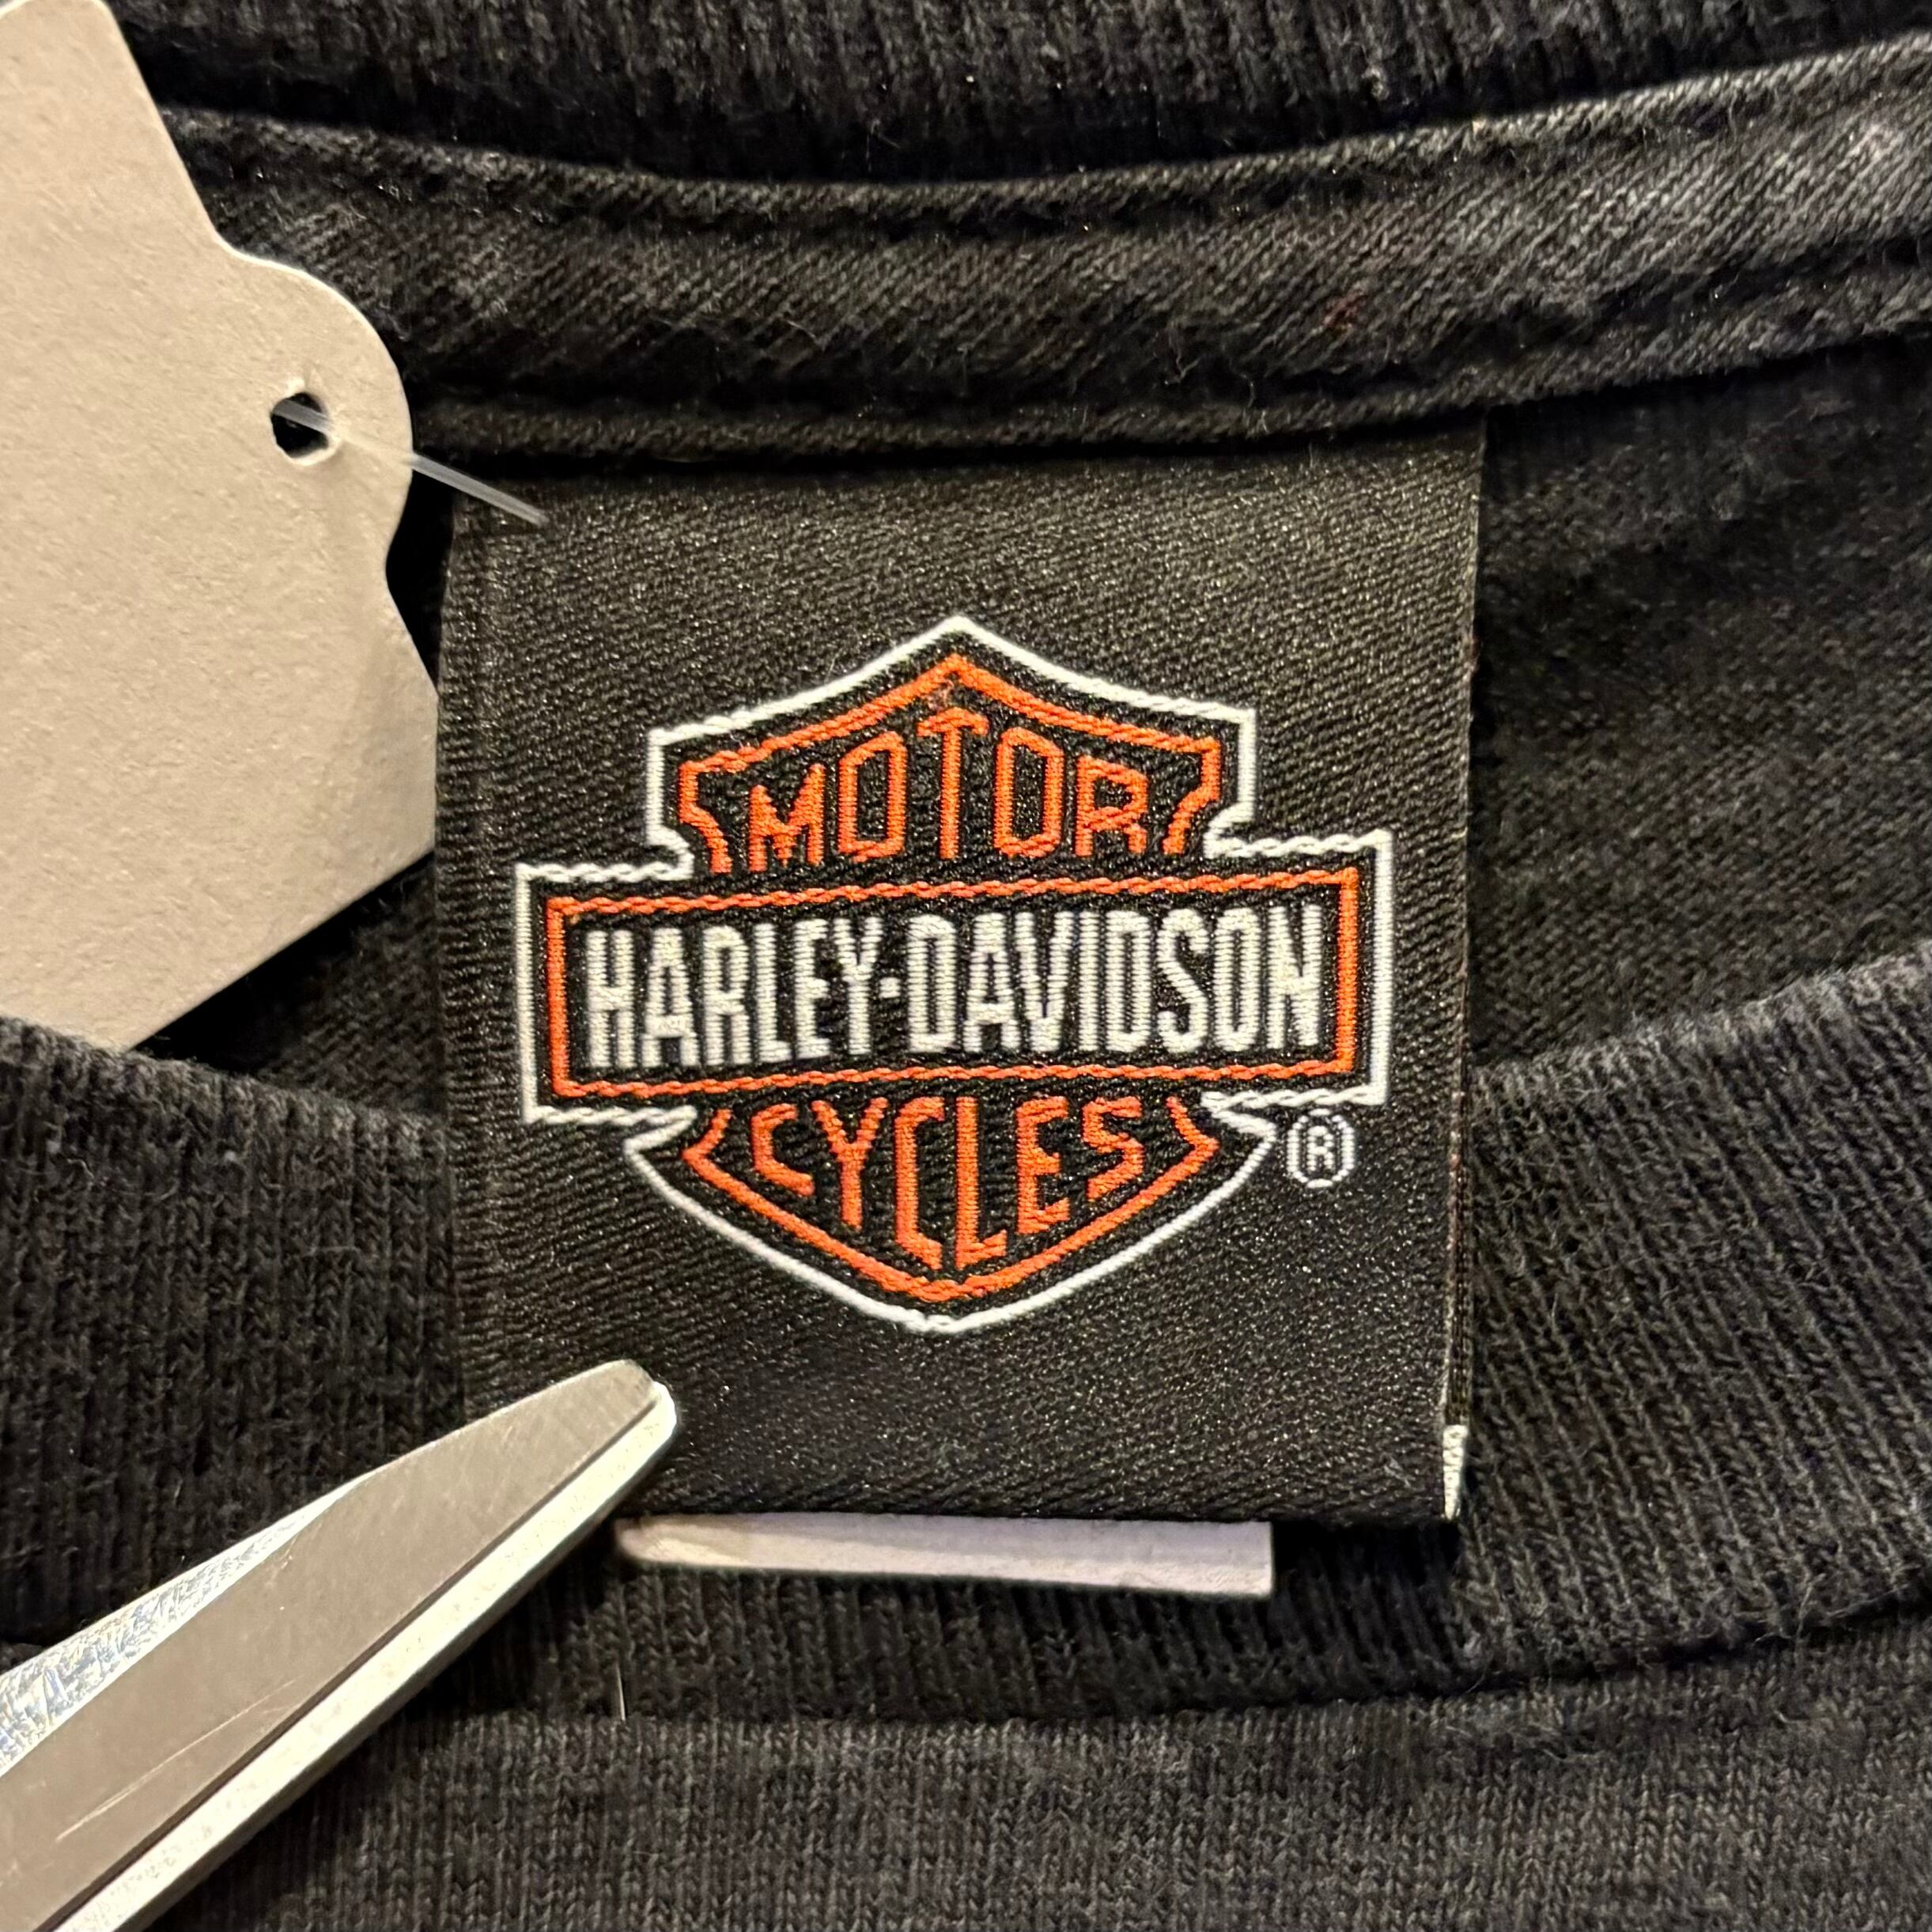 MOTOR
HARLEY-DAVIDSON
CYCLES
®